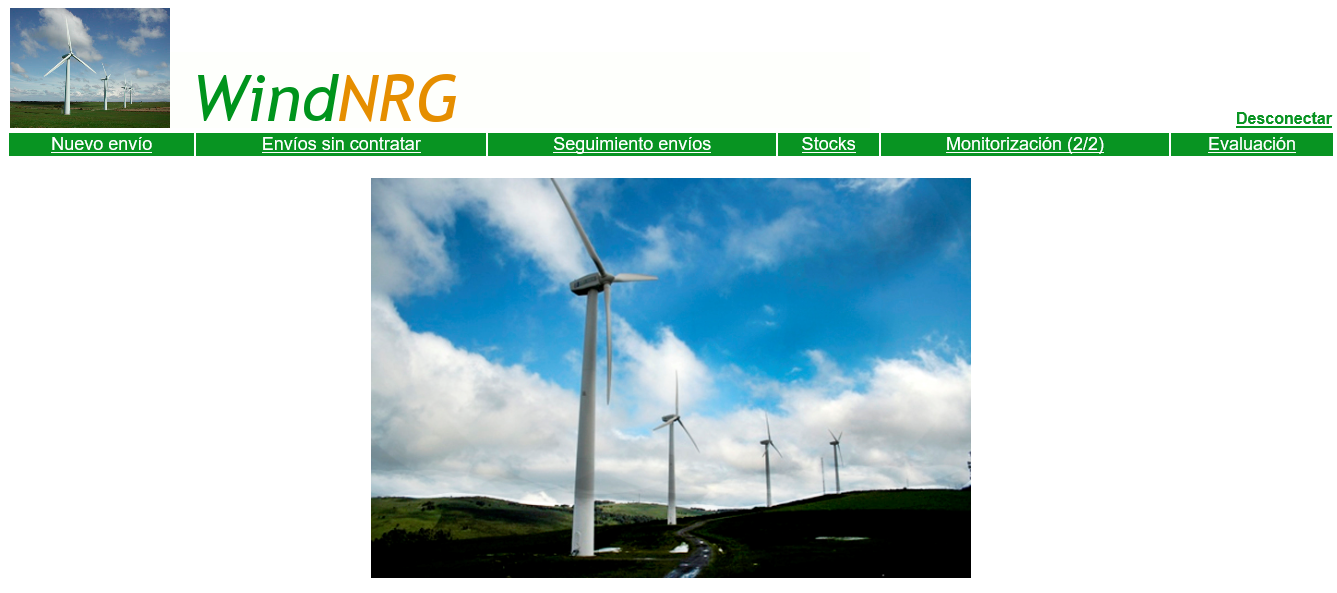 WindNRG
Desconectar
Nuevo envío Envíos sin contratar Seguimiento envíos Stocks Monitorización (2/2) Evaluación